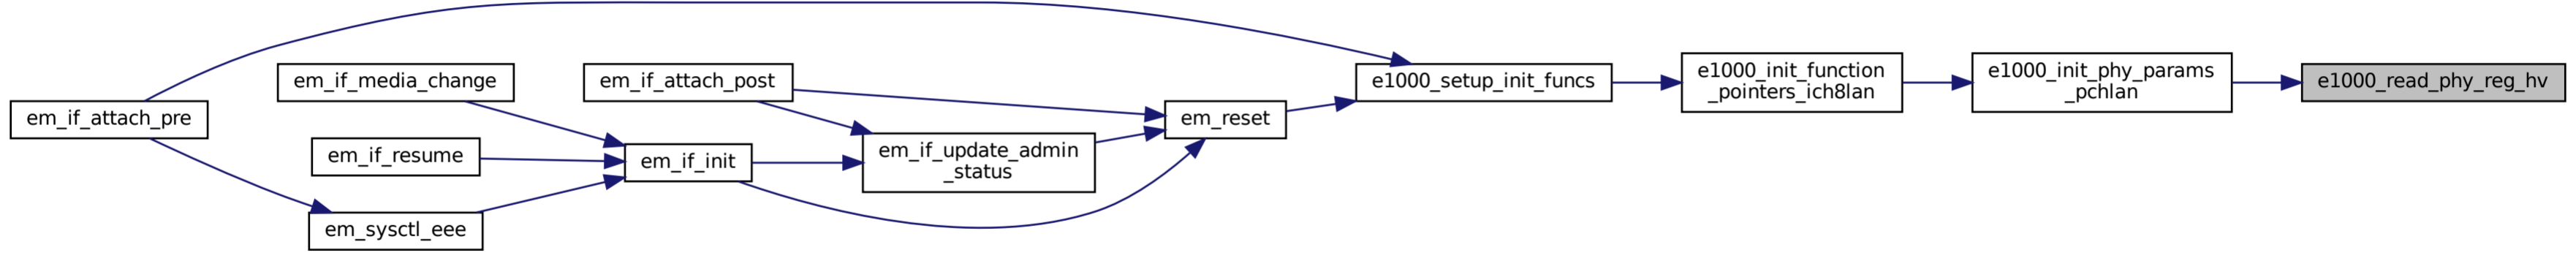 em_if_attach_pre
em_if_media_change
em_if_resume
em_sysctl_eee
em_if_attach_post
em_if_init
em_if_update_admin
_status
em_reset
e1000_setup_init_funcs
e1000_init_function
_pointers_ich8lan
e1000_init_phy_params
_pchlan
e1000_read_phy_reg_hv